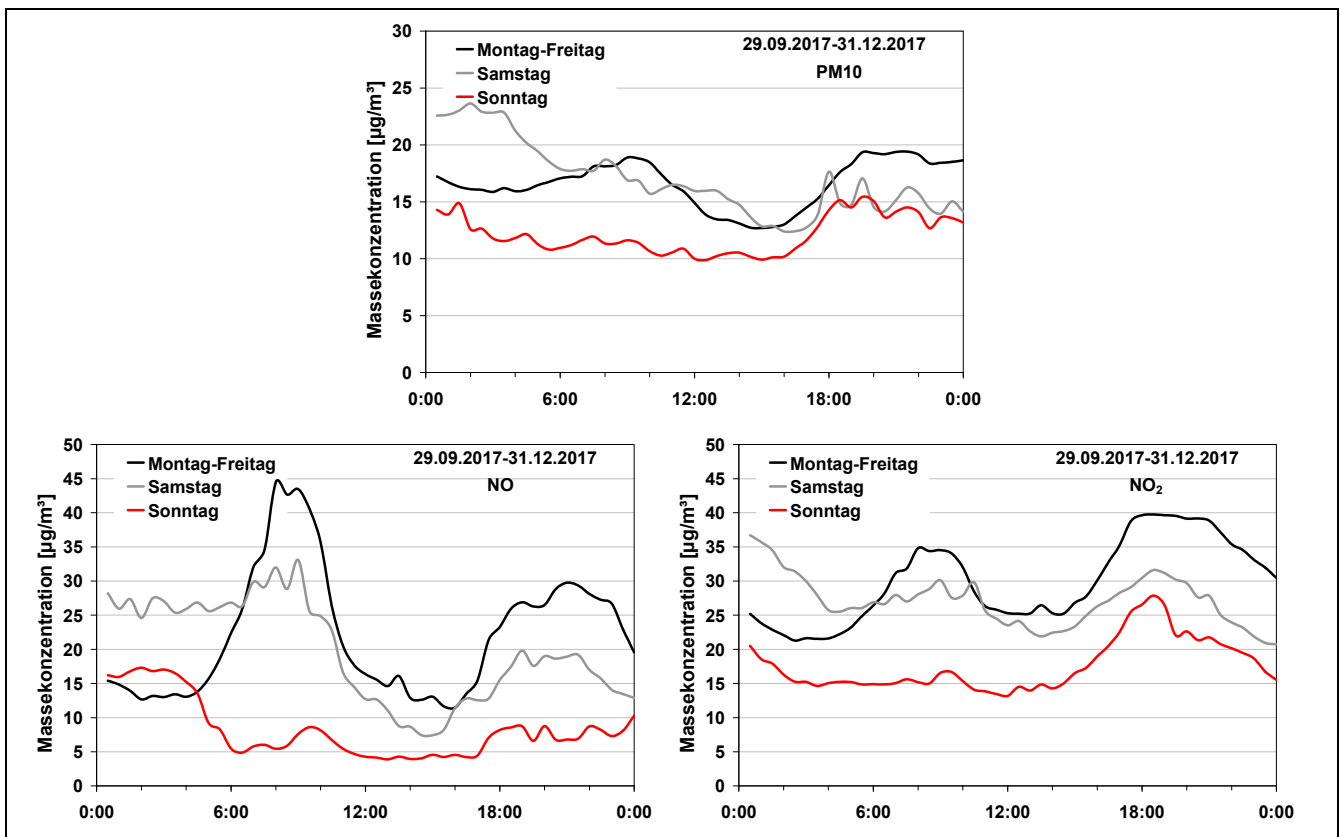 Massekonzentration [µg/m³]
30
25
20
15
10
5
0
Montag-Freitag
Samstag
Sonntag
29.09.2017-31.12.2017
PM10
0:00 6:00 12:00 18:00 0:00
Massekonzentration [µg/m³]
50
45
40
35
30
25
20
15
10
5
0
Montag-Freitag
Samstag
Sonntag
29.09.2017-31.12.2017
NO
0:00 6:00 12:00 18:00 0:00
Massekonzentration [µg/m³]
50
45
40
35
30
25
20
15
10
5
0
Montag-Freitag
Samstag
Sonntag
29.09.2017-31.12.2017
NO₂
0:00 6:00 12:00 18:00 0:00